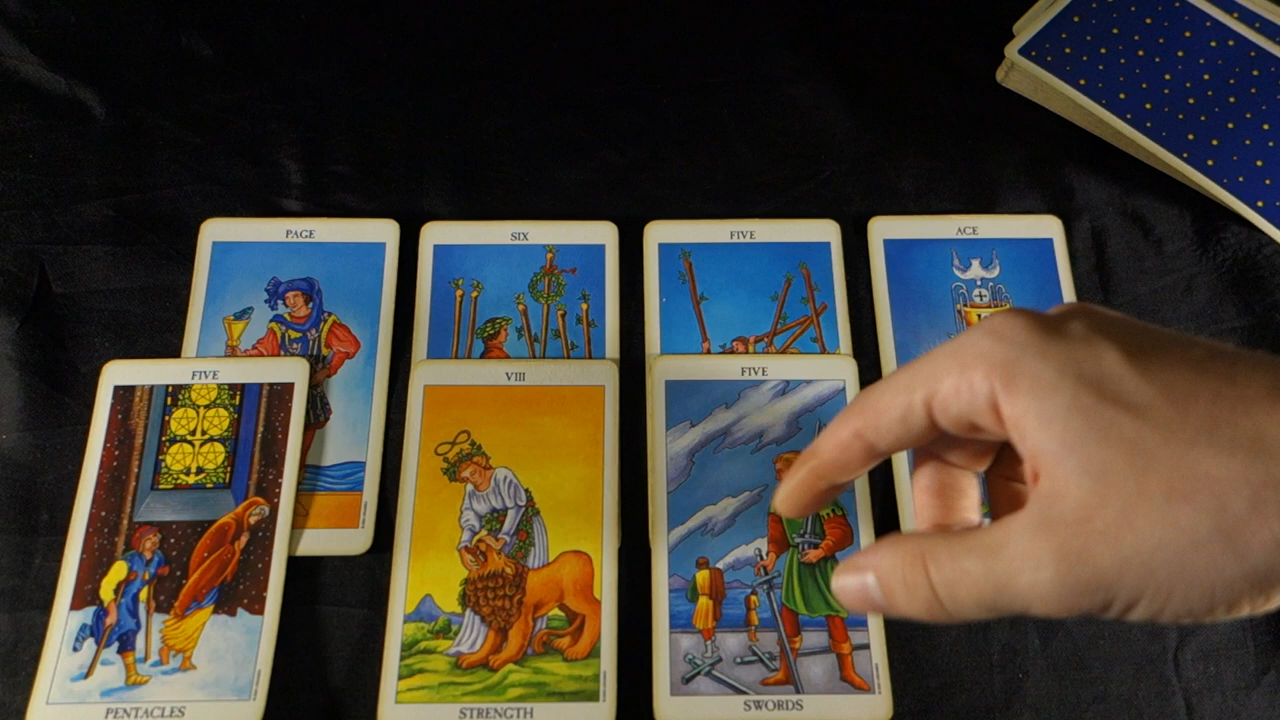 PAGE
SIX
FIVE
ACE
FIVE
VIII
FIVE
PENTACLES
STRENGTH
SWORDS